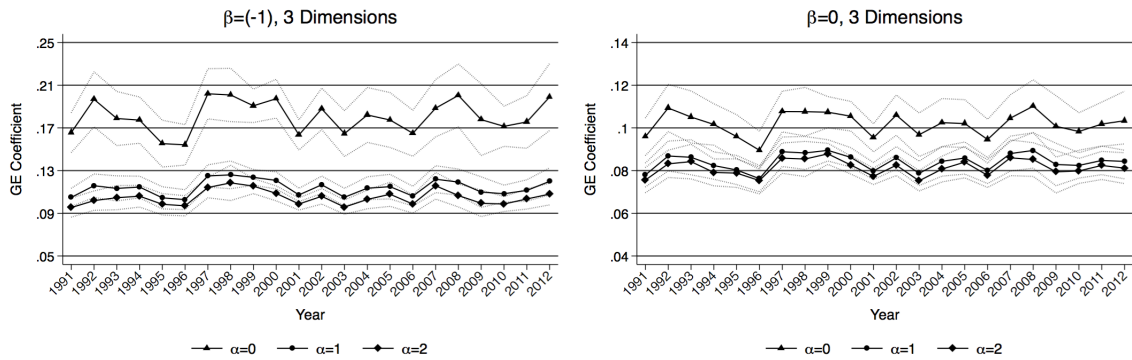 β=(-1), 3 Dimensions
GE Coefficient
.25
.21
.17
.13
.09
.05
1991 1992 1993 1994 1995 1996 1997 1998 1999 2000 2001 2002 2003 2004 2005 2006 2007 2008 2009 2010 2011 2012
Year
α=0 α=1 α=2
β=0, 3 Dimensions
GE Coefficient
.14
.12
.1
.08
.06
.04
1991 1992 1993 1994 1995 1996 1997 1998 1999 2000 2001 2002 2003 2004 2005 2006 2007 2008 2009 2010 2011 2012
Year
α=0 α=1 α=2